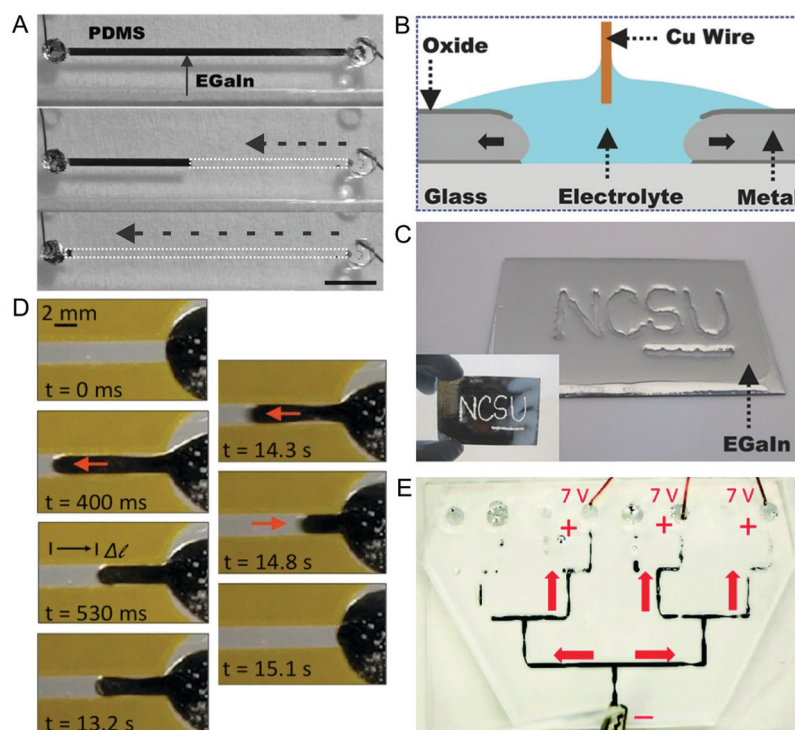 A
PDMS
EGaIn
B
Oxide
Cu Wire
Glass
Electrolyte
Metal
C
NCSU
NCSU
EGaIn
D
2 mm
t = 0 ms
t = 400 ms
Δℓ
t = 530 ms
t = 13.2 s
t = 14.3 s
t = 14.8 s
t = 15.1 s
E
7 V
7 V
7 V
+
+
+
−